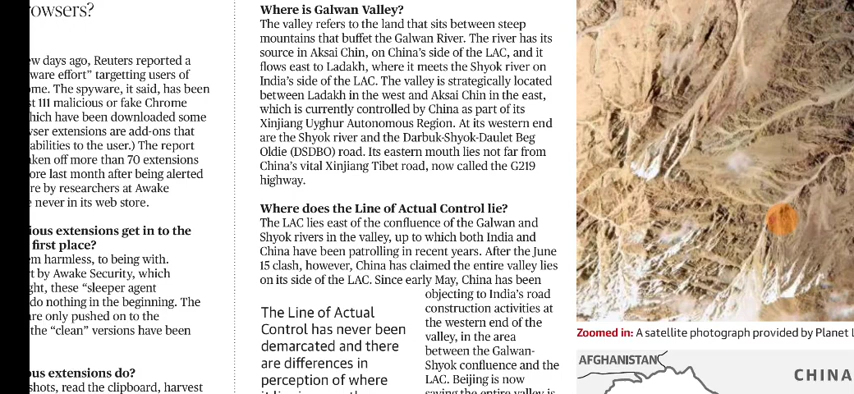 owsers?
ew days ago, Reuters reported a
ware effort” targetting users of
ome. The spyware, it said, has been
st 111 malicious or fake Chrome
hich have been downloaded some
wser extensions are add-ons that
abilities to the user.) The report
aken off more than 70 extensions
ore last month after being alerted
re by researchers at Awake
e never in its web store.
ious extensions get in to the
first place?
em harmless, to being with.
rt by Awake Security, which
ght, these “sleeper agent
do nothing in the beginning. The
are only pushed on to the
the “clean” versions have been
ous extensions do?
shots, read the clipboard, harvest
Where is Galwan Valley?
The valley refers to the land that sits between steep
mountains that buffet the Galwan River. The river has its
source in Aksai Chin, on China’s side of the LAC, and it
flows east to Ladakh, where it meets the Shyok river on
India’s side of the LAC. The valley is strategically located
between Ladakh in the west and Aksai Chin in the east,
which is currently controlled by China as part of its
Xinjiang Uyghur Autonomous Region. At its western end
are the Shyok river and the Darbuk-Shyok-Daulet Beg
Oldie (DSDBO) road. Its eastern mouth lies not far from
China’s vital Xinjiang Tibet road, now called the G219
highway.
Where does the Line of Actual Control lie?
The LAC lies east of the confluence of the Galwan and
Shyok rivers in the valley, up to which both India and
China have been patrolling in recent years. After the June
15 clash, however, China has claimed the entire valley lies
on its side of the LAC. Since early May, China has been
objecting to India’s road
construction activities at
the western end of the
valley, in the area
between the Galwan-
Shyok confluence and the
LAC. Beijing is now
saying the entire valley is
The Line of Actual
Control has never been
demarcated and there
are differences in
perception of where
Zoomed in: A satellite photograph provided by Planet L
AFGHANISTAN
CHINA